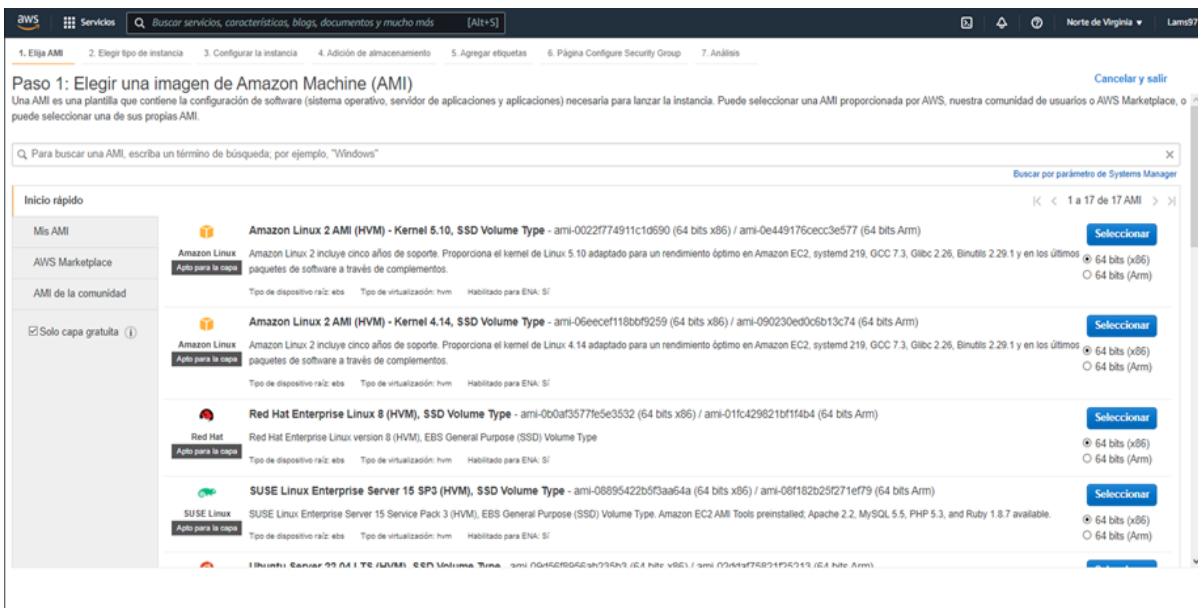 aws
Servicios
Buscar servicios, características, blogs, documentos y mucho más [Alt+S]
Norte de Virginia
Lams97
1. Elija AMI
2. Elegir tipo de instancia
3. Configurar la instancia
4. Adición de almacenamiento
5. Agregar etiquetas
6. Página Configure Security Group
7. Análisis
Paso 1: Elegir una imagen de Amazon Machine (AMI)
Cancelar y salir
Una AMI es una plantilla que contiene la configuración de software (sistema operativo, servidor de aplicaciones y aplicaciones) necesaria para lanzar la instancia. Puede seleccionar una AMI proporcionada por AWS, nuestra comunidad de usuarios o AWS Marketplace, o
puede seleccionar una de sus propias AMI.
Para buscar una AMI, escriba un término de búsqueda; por ejemplo, "Windows"
Buscar por parámetro de Systems Manager
Inicio rápido
1 a 17 de 17 AMI
Mis AMI
AWS Marketplace
AMI de la comunidad
Solo capa gratuita
Amazon Linux
Apto para la capa
Amazon Linux 2 AMI (HVM) - Kernel 5.10, SSD Volume Type - ami-0022f774911c1d690 (64 bits x86) / ami-0e449176cecc3e577 (64 bits Arm)
Amazon Linux 2 incluye cinco años de soporte. Proporciona el kernel de Linux 5.10 adaptado para un rendimiento óptimo en Amazon EC2, systemd 219, GCC 7.3, Glibc 2.26, Binutils 2.29.1 y en los últimos
paquetes de software a través de complementos.
Tipo de dispositivo raíz: ebs Tipo de virtualización: hvm Habilitado para ENA: Sí
Seleccionar
64 bits (x86)
64 bits (Arm)
Amazon Linux
Apto para la capa
Amazon Linux 2 AMI (HVM) - Kernel 4.14, SSD Volume Type - ami-06eecef118bbf9259 (64 bits x86) / ami-090230ed0c6b13c74 (64 bits Arm)
Amazon Linux 2 incluye cinco años de soporte. Proporciona el kernel de Linux 4.14 adaptado para un rendimiento óptimo en Amazon EC2, systemd 219, GCC 7.3, Glibc 2.26, Binutils 2.29.1 y en los últimos
paquetes de software a través de complementos.
Tipo de dispositivo raíz: ebs Tipo de virtualización: hvm Habilitado para ENA: Sí
Seleccionar
64 bits (x86)
64 bits (Arm)
Red Hat
Apto para la capa
Red Hat Enterprise Linux 8 (HVM), SSD Volume Type - ami-0b0af3577fe5e3532 (64 bits x86) / ami-01fc429821bf1f4b4 (64 bits Arm)
Red Hat Enterprise Linux version 8 (HVM), EBS General Purpose (SSD) Volume Type
Tipo de dispositivo raíz: ebs Tipo de virtualización: hvm Habilitado para ENA: Sí
Seleccionar
64 bits (x86)
64 bits (Arm)
SUSE Linux
Apto para la capa
SUSE Linux Enterprise Server 15 SP3 (HVM), SSD Volume Type - ami-08895422b5f3aa64a (64 bits x86) / ami-08f182b25f271ef79 (64 bits Arm)
SUSE Linux Enterprise Server 15 Service Pack 3 (HVM), EBS General Purpose (SSD) Volume Type. Amazon EC2 AMI Tools preinstalled; Apache 2.2, MySQL 5.5, PHP 5.3, and Ruby 1.8.7 available.
Tipo de dispositivo raíz: ebs Tipo de virtualización: hvm Habilitado para ENA: Sí
Seleccionar
64 bits (x86)
64 bits (Arm)
Ubuntu Server 22.04 LTS (HVM), SSD Volume Type - ami-09d56f8956ab235b3 (64 bits x86) / ami-02ddaf75821f25213 (64 bits Arm)